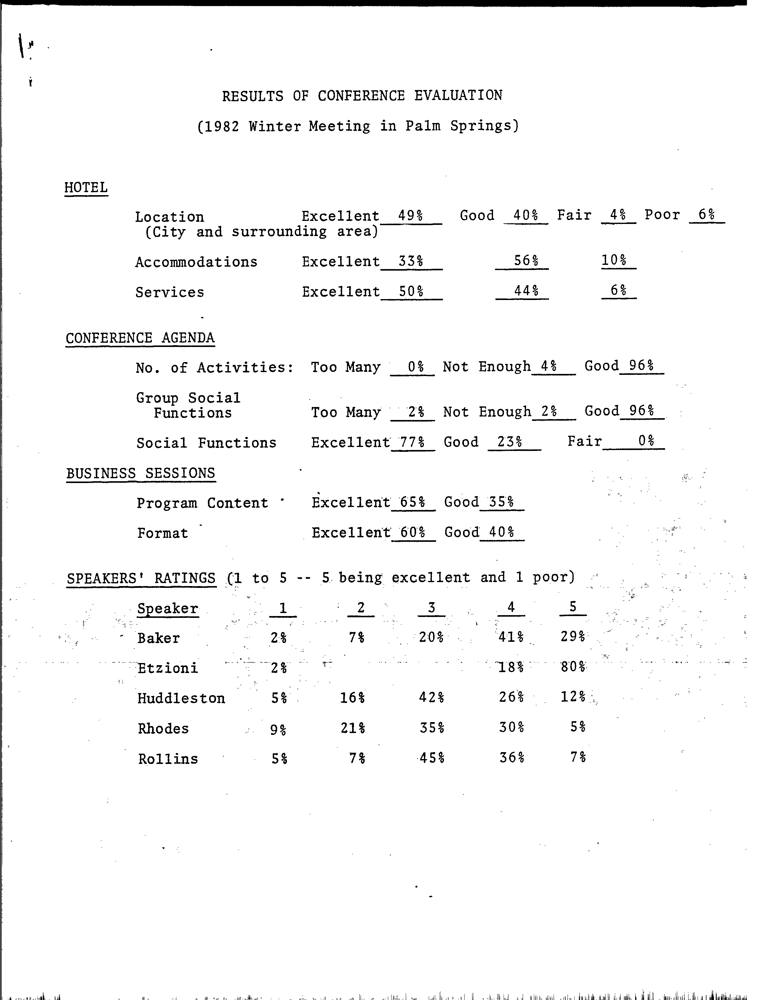 RESULTS OF CONFERENCE EVALUATION
(1982 Winter Meeting in Palm Springs)
HOTEL
Location Excellent 49% Good 40% Fair 4% Poor 6%
(City and surrounding area)
Accommodations Excellent 33% 56% 10%
Services Excellent 50% 44% 6%
CONFERENCE AGENDA
No. of Activities: Too Many 0% Not Enough 4% Good 96%
Group Social
Functions Too Many 2% Not Enough 2% Good 96%
Social Functions Excellent 77% Good 23% Fair 0%
BUSINESS SESSIONS
Program Content Excellent 65% Good 35%
Format Excellent 60% Good 40%
SPEAKERS' RATINGS (1 to 5 -- 5 being excellent and 1 poor)
Speaker 1 2 3 4 5
Baker 2% 7% 20% 41% 29%
Etzioni 2% 18% 80%
Huddleston 5% 16% 42% 26% 12%
Rhodes 9% 21% 35% 30% 5%
Rollins 5% 7% 45% 36% 7%